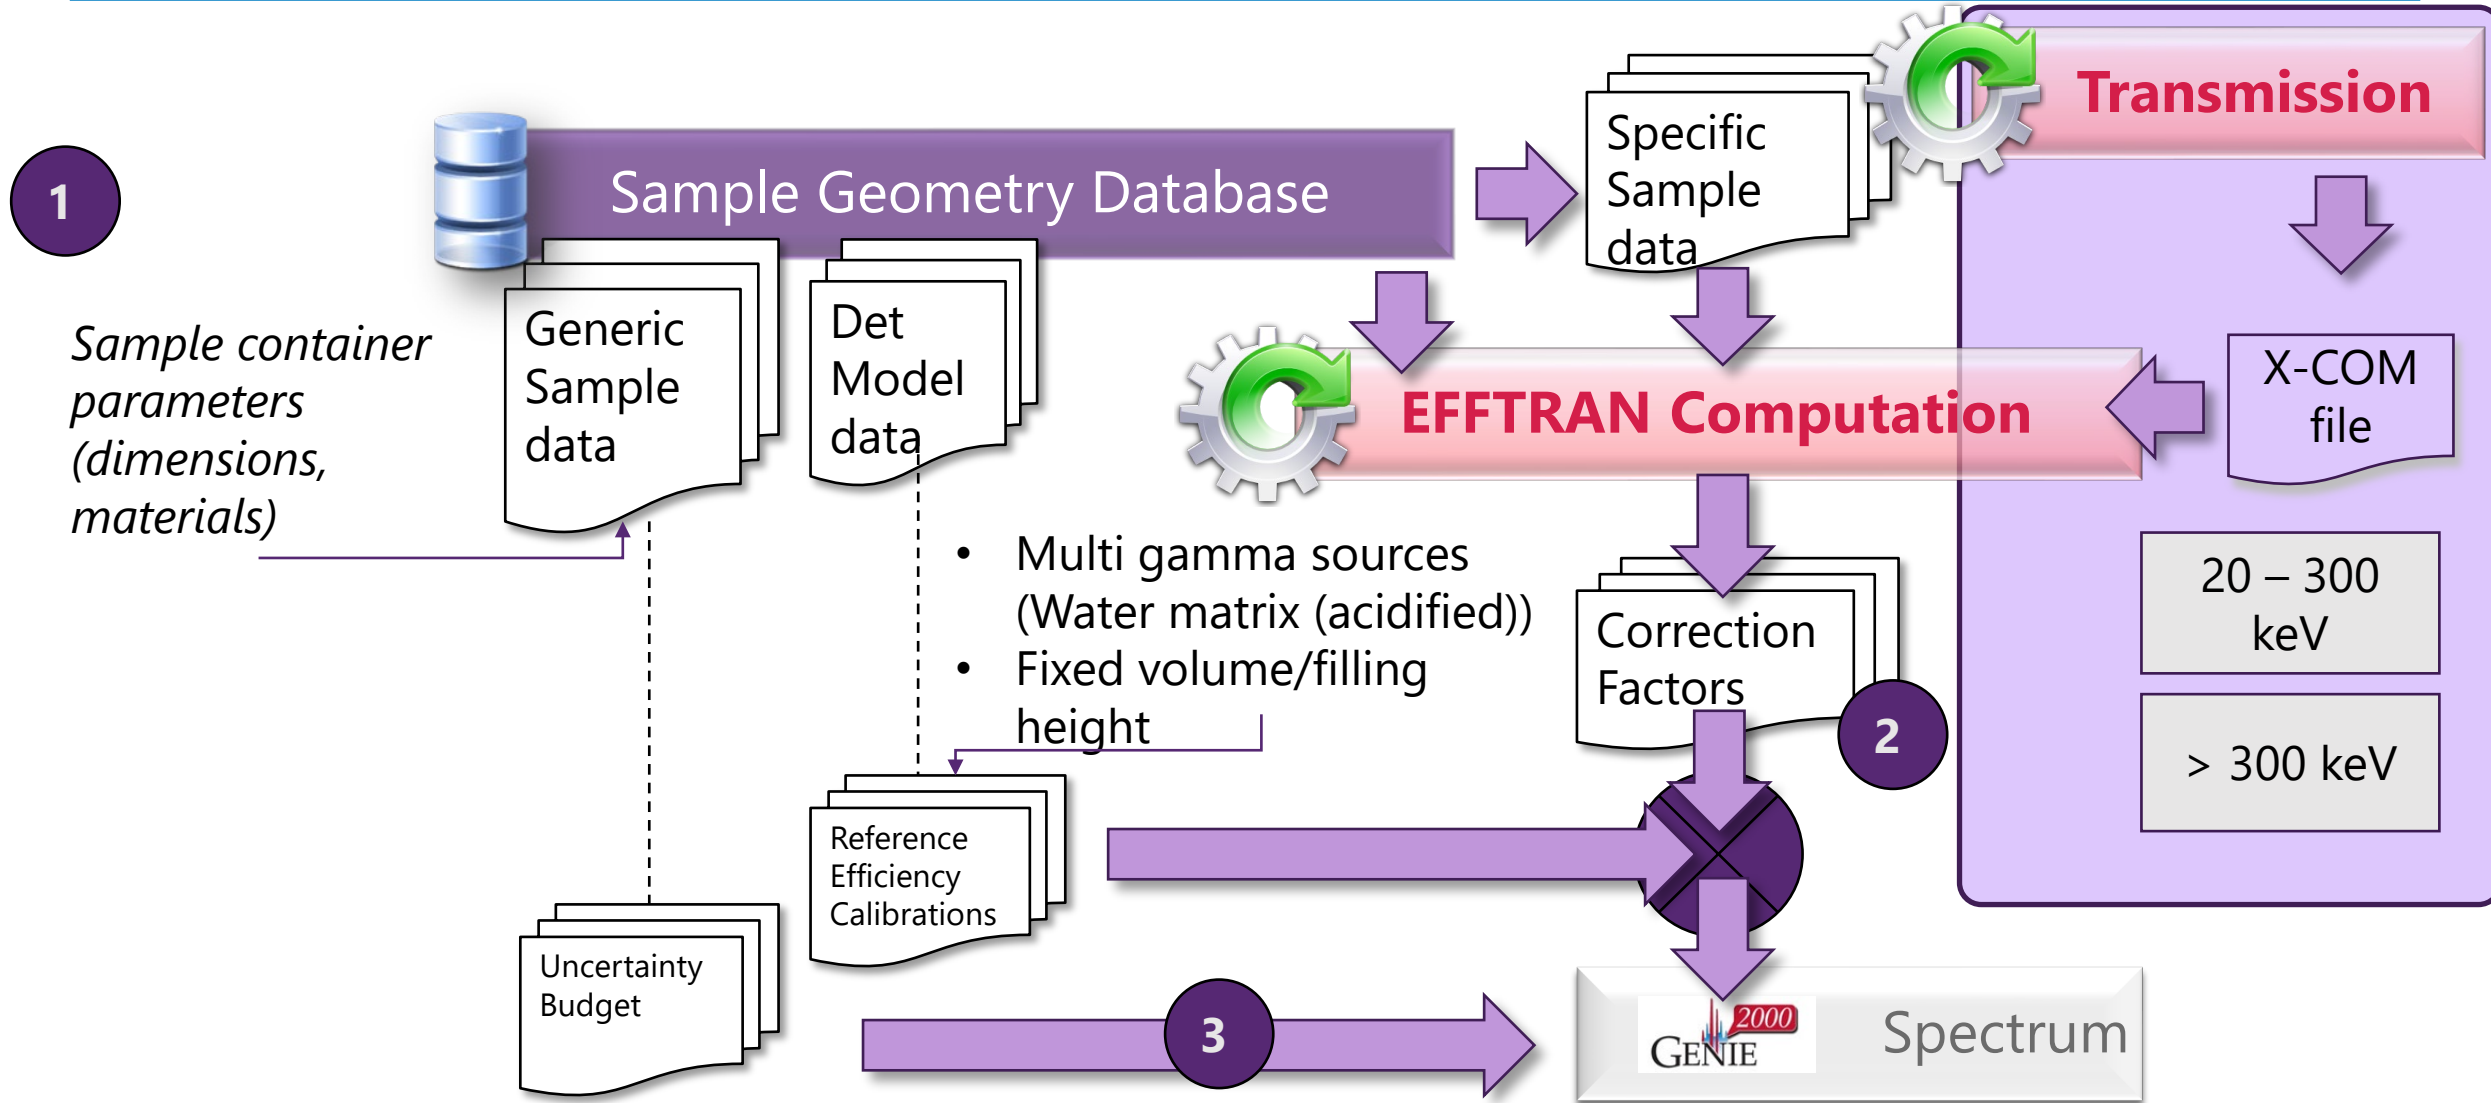 1
Sample Geometry Database
Specific
Sample
data
Transmission
Sample container
parameters
(dimensions,
materials)
Generic
Sample
data
Det
Model
data
EFFTRAN Computation
X-COM
file
• Multi gamma sources
(Water matrix (acidified))
• Fixed volume/filling
height
20 – 300
keV
> 300 keV
Correction
Factors
2
Reference
Efficiency
Calibrations
Uncertainty
Budget
3
GENIE 2000
Spectrum